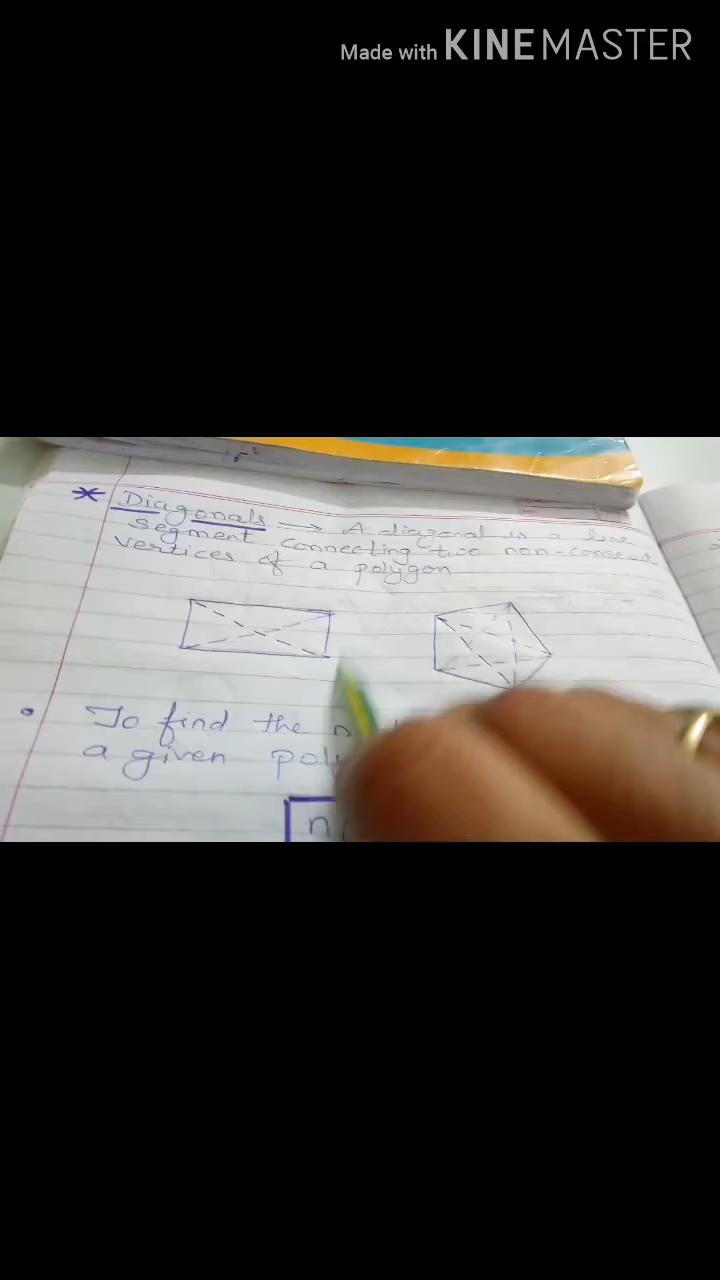 Made with KINEMASTER
* Diagonals → A diagonal is a line
segment connecting two non-consecu
vertices of a polygon
• To find the n
a given pol
n